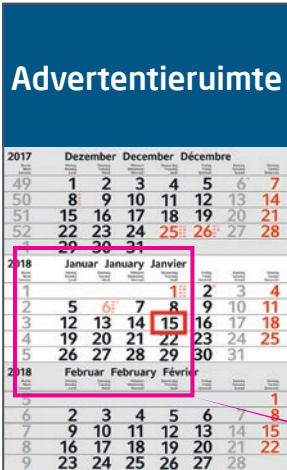 Advertentieruimte
2017 Dezember December Décembre
49 1 2 3 4 5 6 7
50 8 9 10 11 12 13 14
51 15 16 17 18 19 20 21
52 22 23 24 25 26 27 28
1 29 30 31
2018 Januar January Janvier
1 1 2 3 4
2 5 6 7 8 9 10 11
3 12 13 14 15 16 17 18
4 19 20 21 22 23 24 25
5 26 27 28 29 30 31
2018 Februar February Févrie
5 1
6 2 3 4 5 6 7 8
7 9 10 11 12 13 14 15
8 16 17 18 19 20 21 22
9 23 24 25 26 27 28